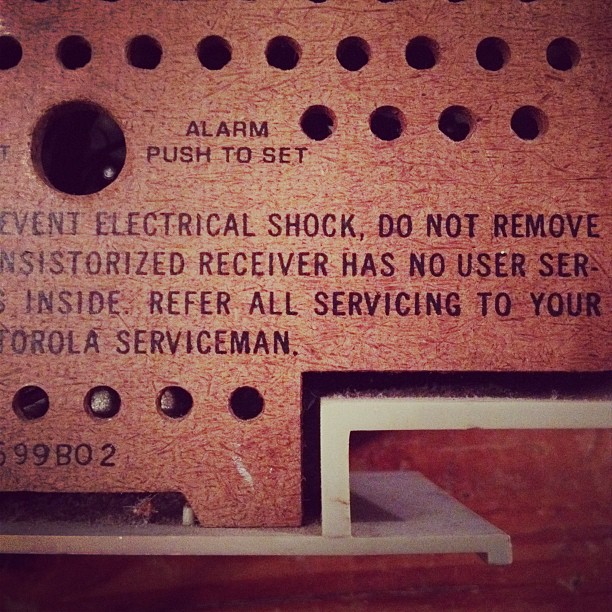 T
ALARM
PUSH TO SET
EVENT ELECTRICAL SHOCK, DO NOT REMOVE
NSISTORIZED RECEIVER HAS NO USER SER-
S INSIDE. REFER ALL SERVICING TO YOUR
TOROLA SERVICEMAN.
699B02